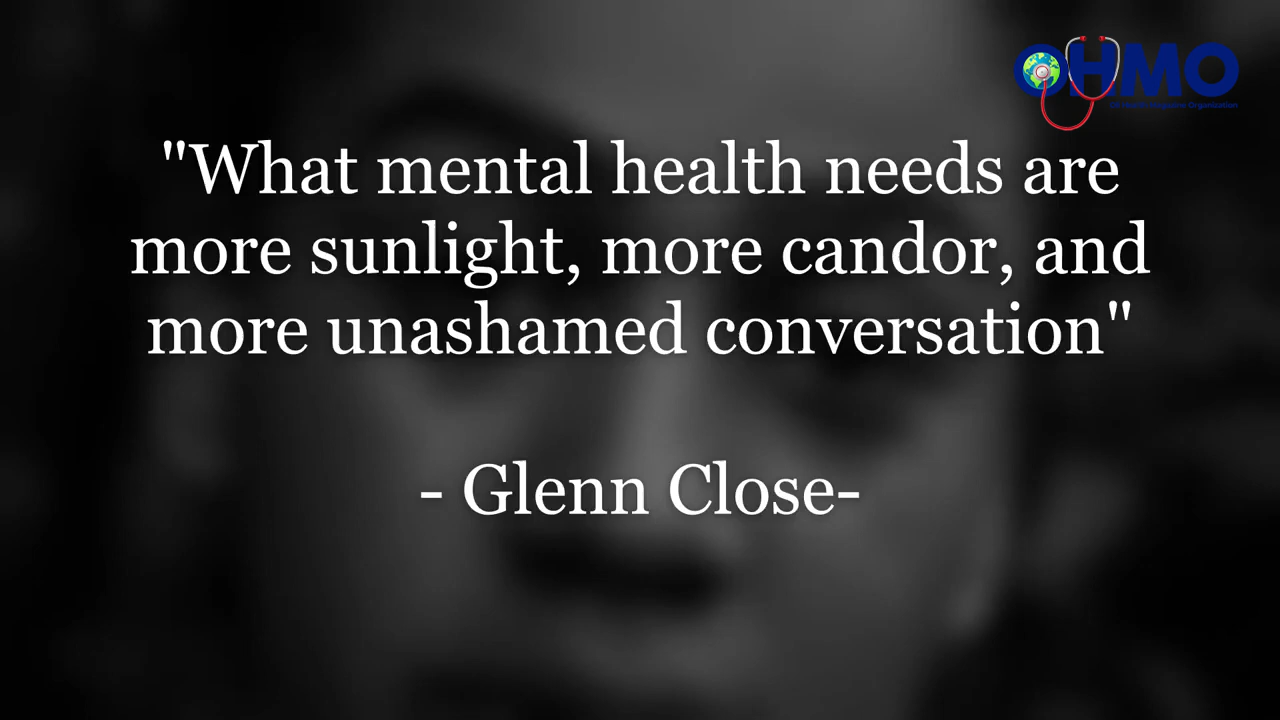 OHMO
"What mental health needs are
more sunlight, more candor, and
more unashamed conversation"
- Glenn Close-